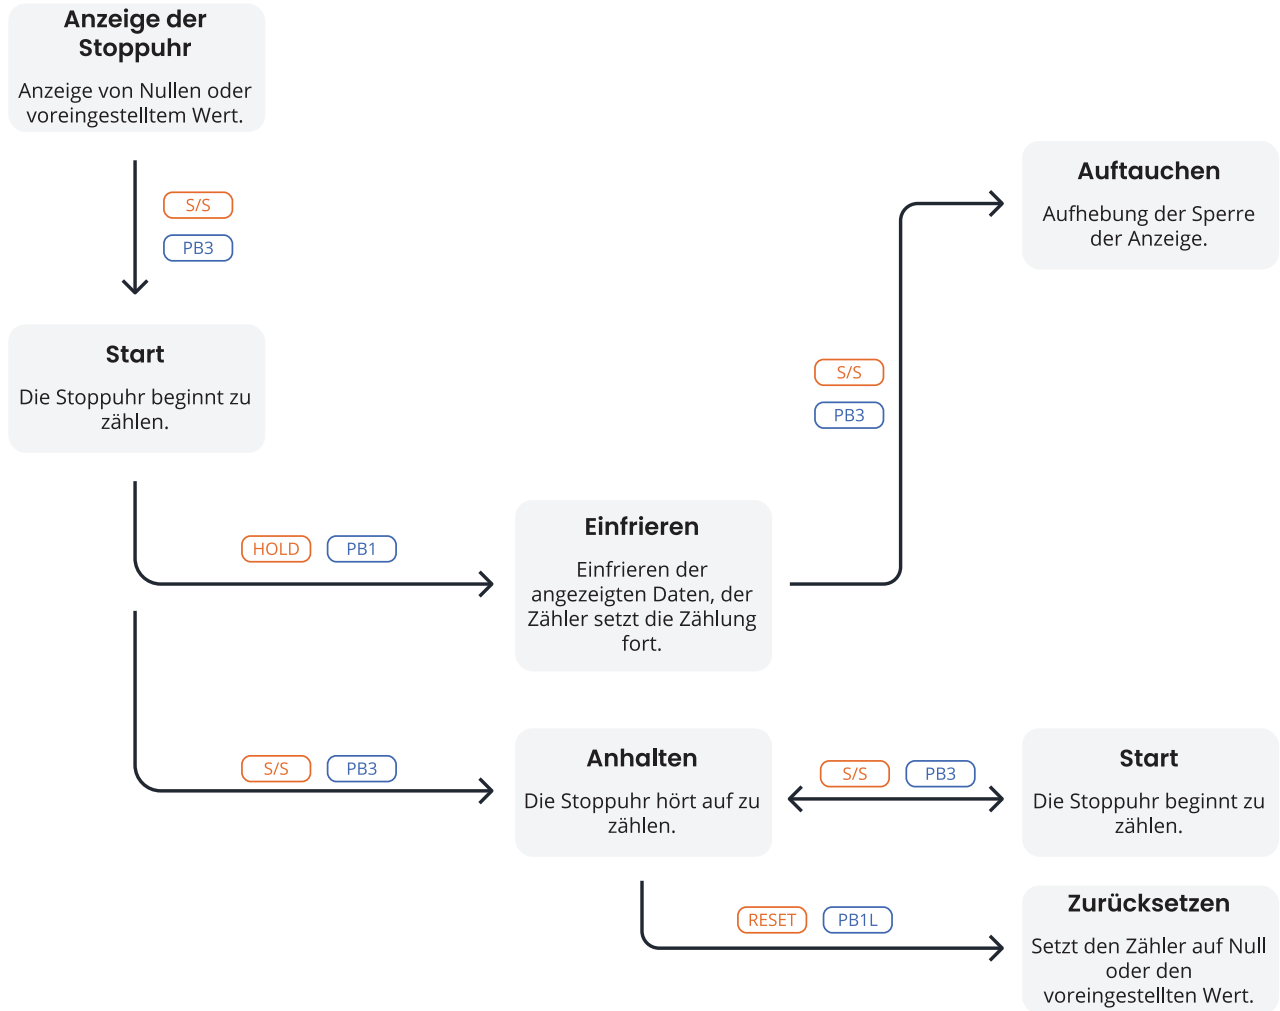 Anzeige der
Stoppuhr
Anzeige von Nullen oder
voreingestelltem Wert.
S/S
PB3
Auftauchen
Aufhebung der Sperre
der Anzeige.
Start
Die Stoppuhr beginnt zu
zählen.
S/S
PB3
HOLD PB1
Einfrieren
Einfrieren der
angezeigten Daten, der
Zähler setzt die Zählung
fort.
S/S PB3
Anhalten
Die Stoppuhr hört auf zu
zählen.
S/S PB3
Start
Die Stoppuhr beginnt zu
zählen.
RESET PB1L
Zurücksetzen
Setzt den Zähler auf Null
oder den
voreingestellten Wert.